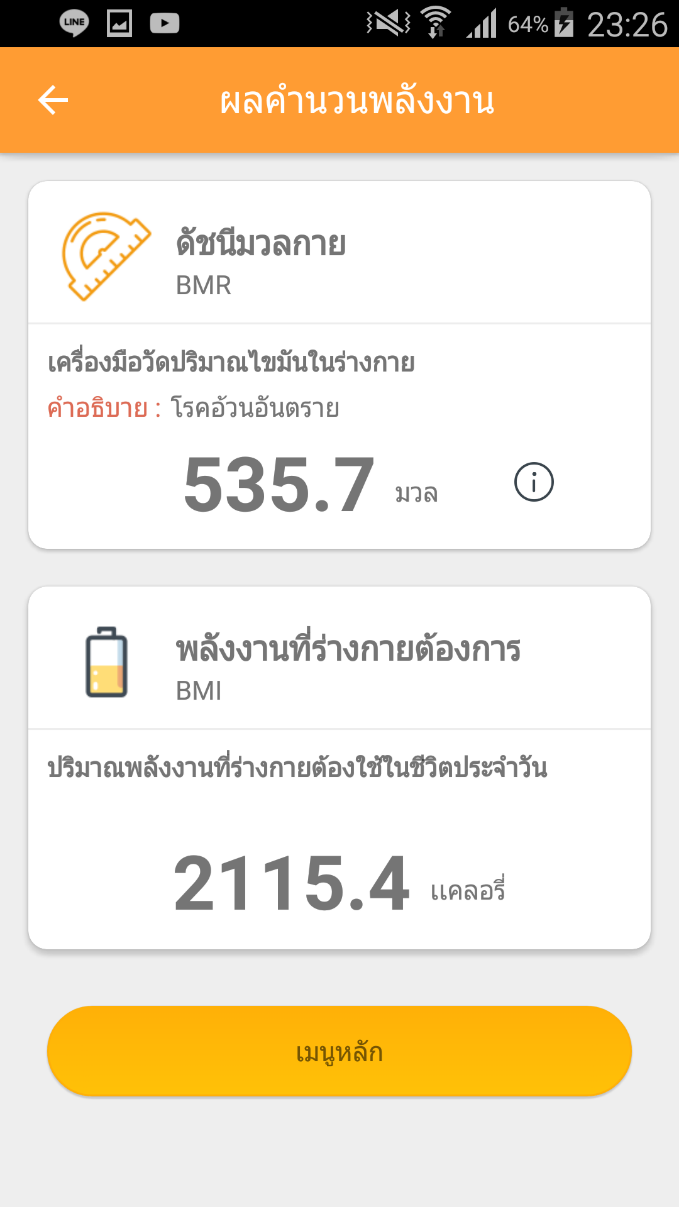 LINE
64% 23:26
ผลคำนวนพลังงาน
ดัชนีมวลกาย
BMR
เครื่องมือวัดปริมาณไขมันในร่างกาย
คำอธิบาย : โรคอ้วนอันตราย
535.7 มวล
พลังงานที่ร่างกายต้องการ
BMI
ปริมาณพลังงานที่ร่างกายต้องใช้ในชีวิตประจำวัน
2115.4 แคลอรี่
เมนูหลัก